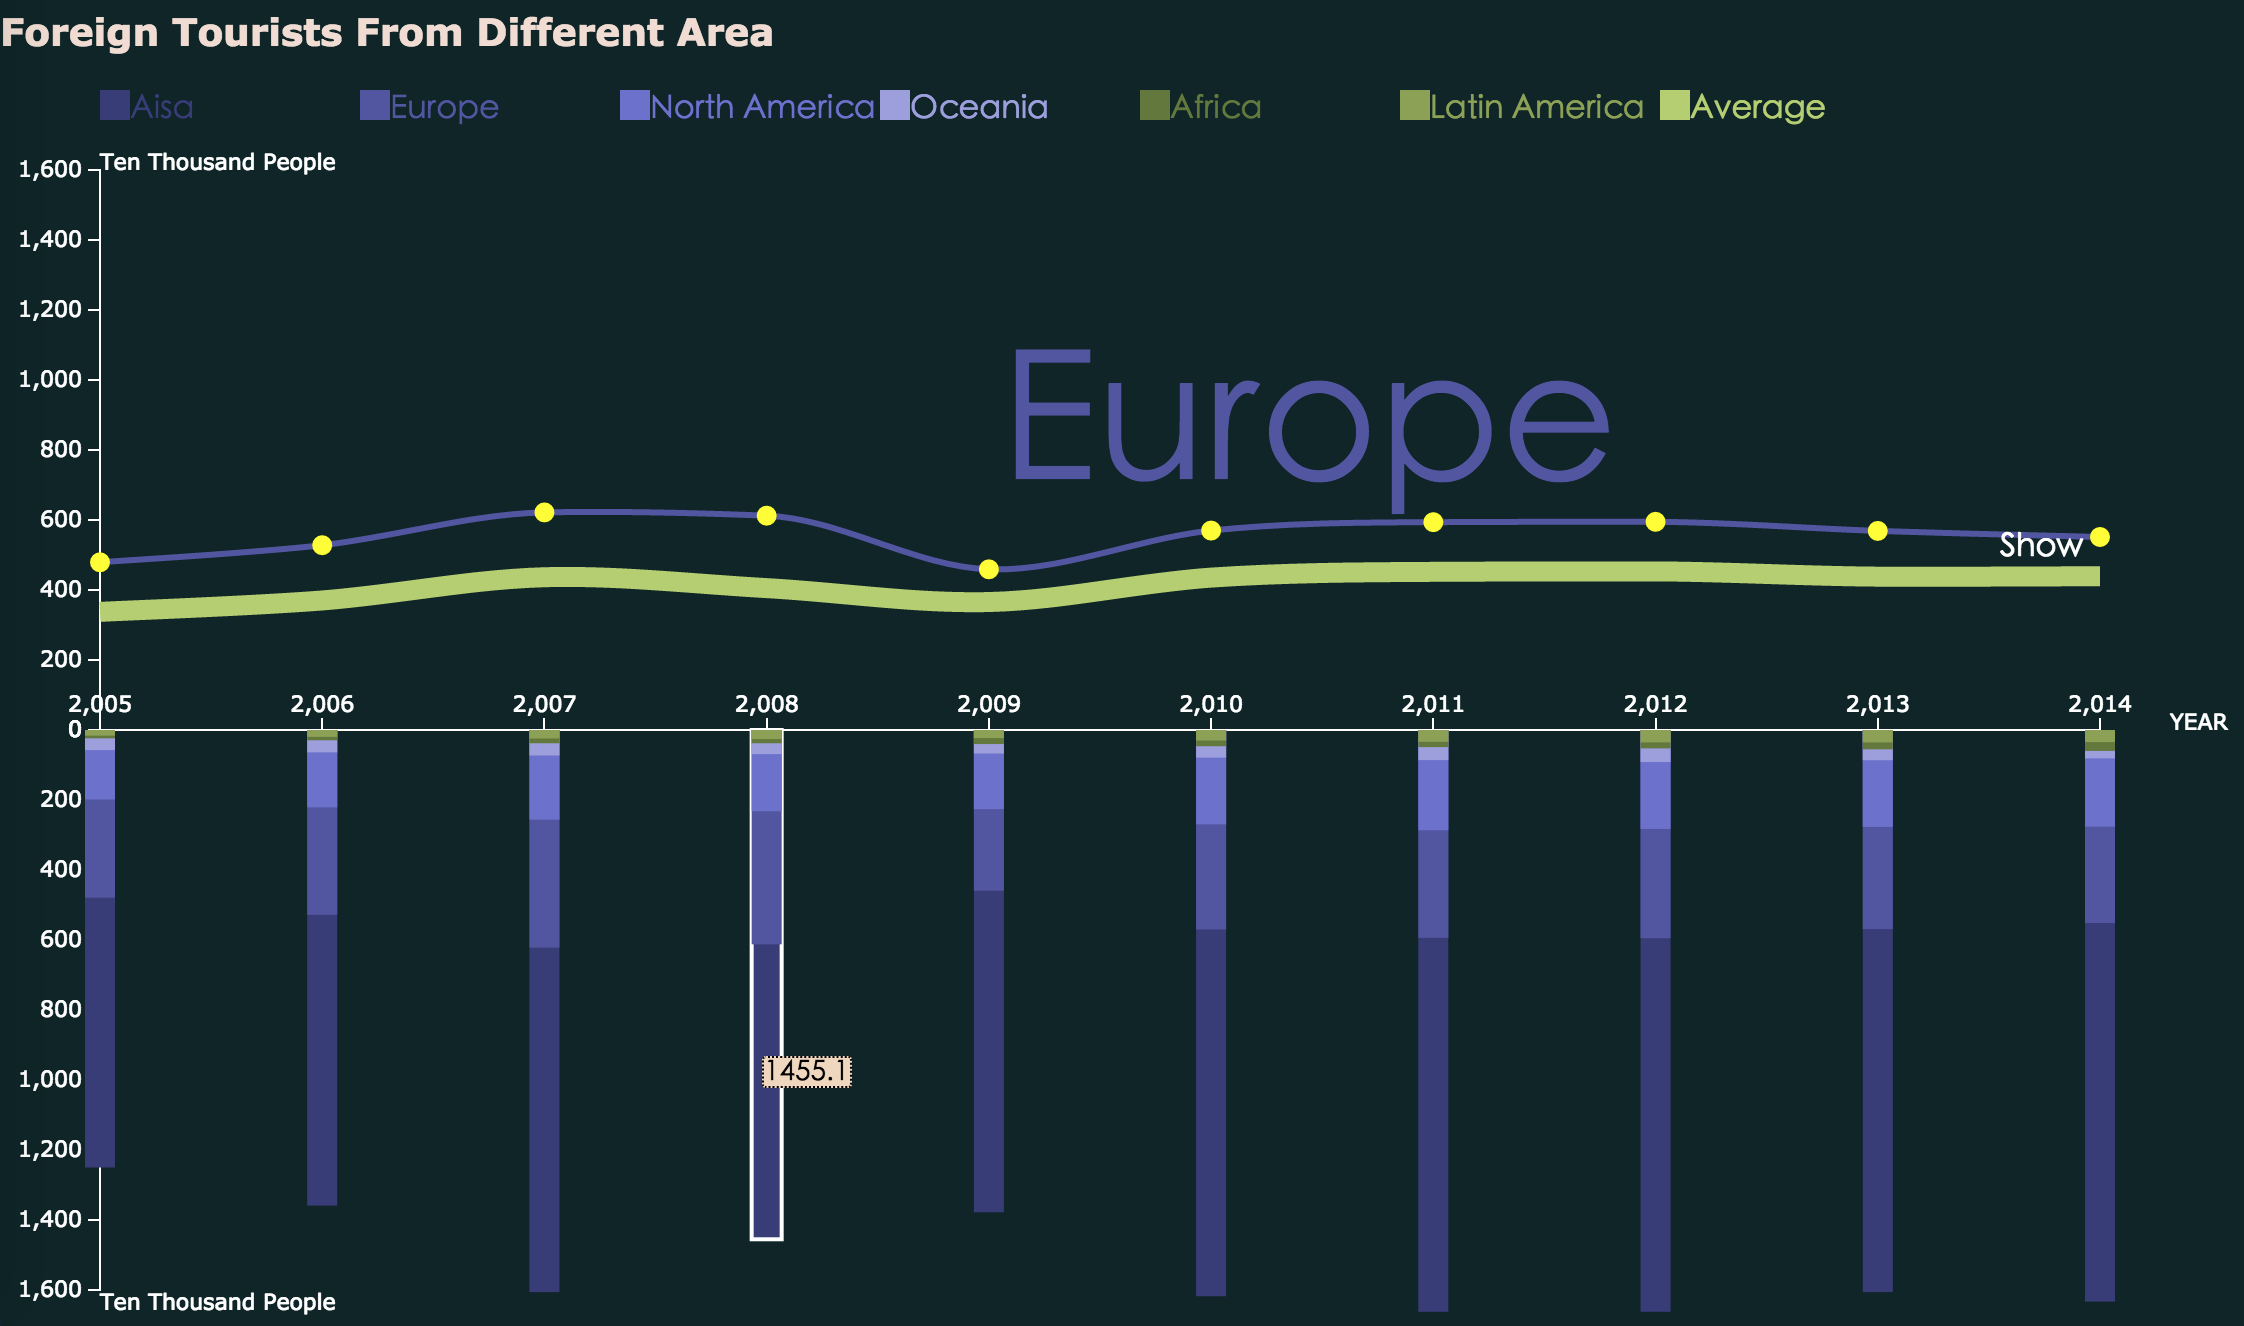 Foreign Tourists From Different Area
Aisa Europe North America Oceania Africa Latin America Average
Ten Thousand People
1,600
1,400
1,200
1,000
800
Europe
600
Show
400
200
2,005 2,006 2,007 2,008 2,009 2,010 2,011 2,012 2,013 2,014
0
YEAR
200
400
600
800
1455.1
1,000
1,200
1,400
1,600
Ten Thousand People